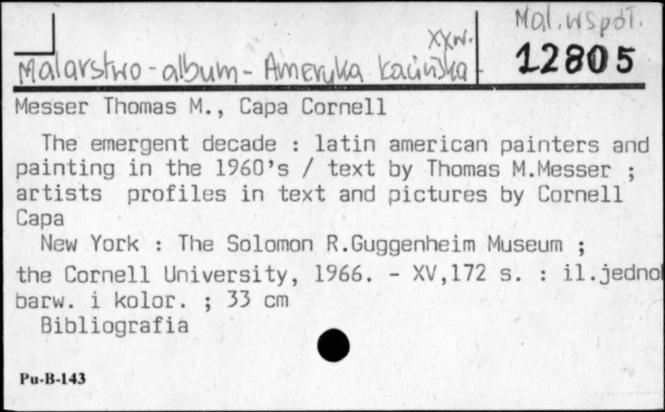 Mal. współ.
XXw.
12805
Malarstwo - album - Ameryka Łacińska
Messer Thomas M., Capa Cornell
The emergent decade : latin american painters and
painting in the 1960's / text by Thomas M.Messer ;
artists profiles in text and pictures by Cornell
Capa
New York : The Solomon R.Guggenheim Museum ;
the Cornell University, 1966. - XV,172 s. : il.jedno
barw. i kolor. ; 33 cm
Bibliografia
Pu-B-143